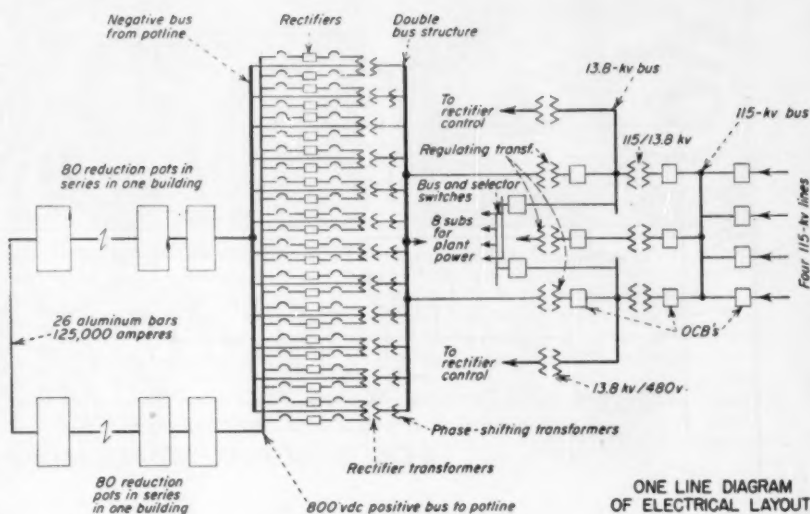 Negative bus
from potline
Rectifiers
Double
bus structure
13.8-kv bus
To
rectifier
control
115/13.8 kv
115-kv bus
Regulating transf.
80 reduction pots in
series in one building
Bus and selector
switches
8 subs
for
plant
power
Four 115-kv lines
26 aluminum bars
125,000 amperes
OCB's
To
rectifier
control
13.8 kv/480v
Phase-shifting transformers
Rectifier transformers
80 reduction
pots in series
in one building
800 vdc positive bus to potline
ONE LINE DIAGRAM
OF ELECTRICAL LAYOUT